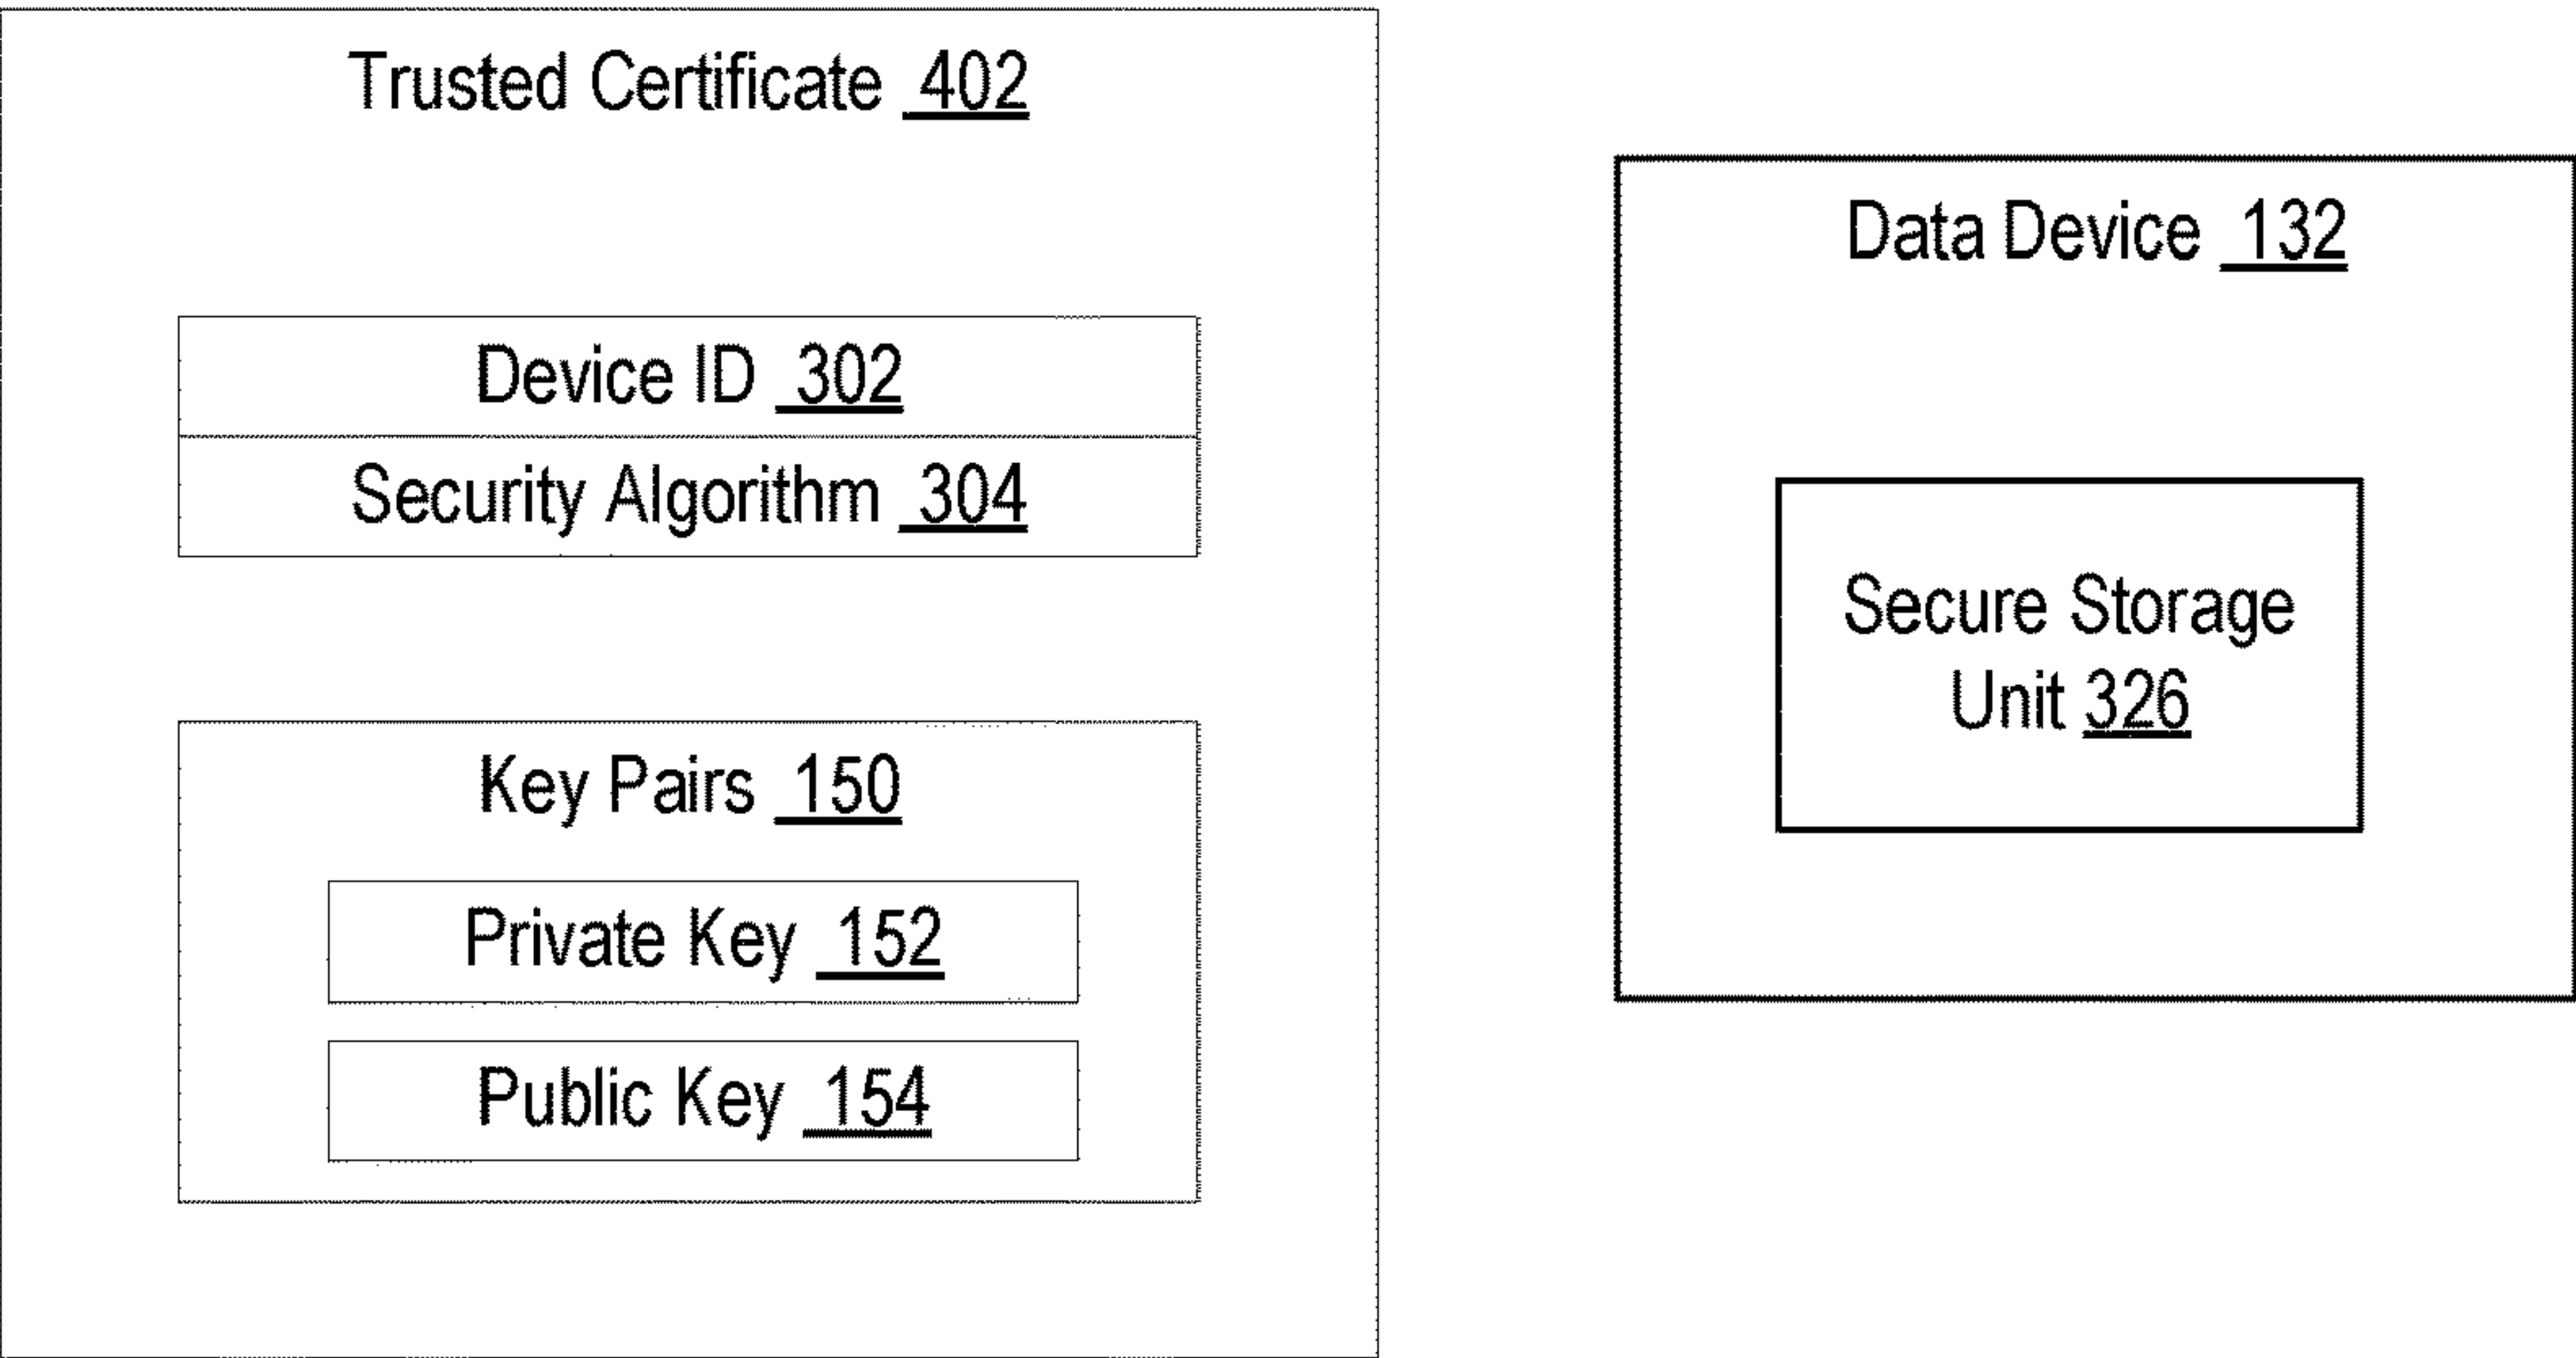 Trusted Certificate 402
Device ID 302
Security Algorithm 304
Key Pairs 150
Private Key 152
Public Key 154
Data Device 132
Secure Storage
Unit 326